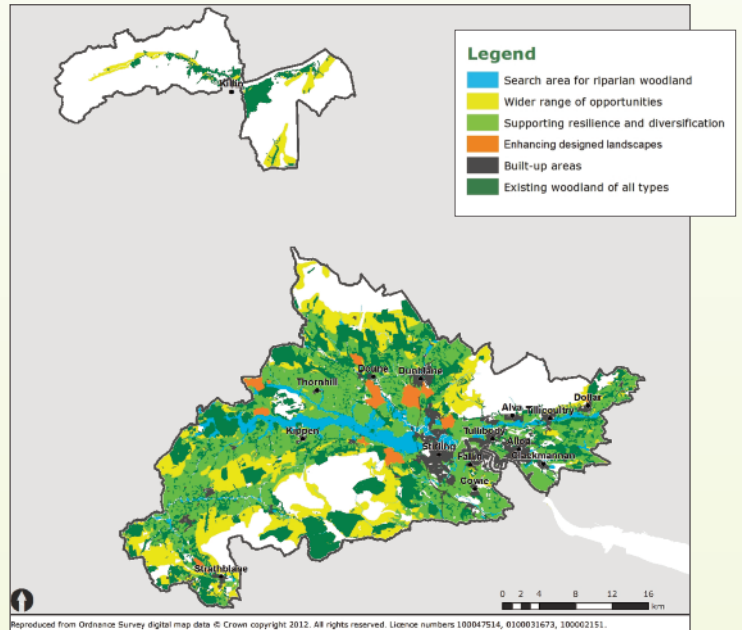 Killin
Legend
Search area for riparian woodland
Wider range of opportunities
Supporting resilience and diversification
Enhancing designed landscapes
Built-up areas
Existing woodland of all types
Doune
Dunblane
Thornhill
Dollar
Alva
Tillicoultry
Kippen
Tullibody
Stirling
Alloa
Fallin
Clackmannan
Cowie
Strathblane
0 2 4 8 12 16
km
Reproduced from Ordnance Survey digital map data © Crown copyright 2012. All rights reserved. Licence numbers 100047514, 0100031673, 100002151.